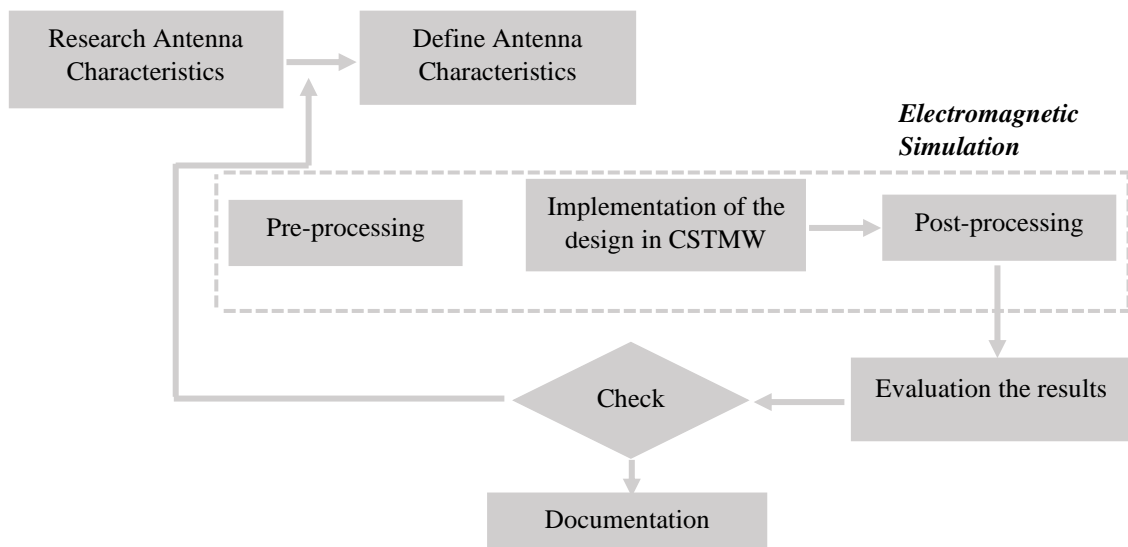 Research Antenna
Characteristics
Define Antenna
Characteristics
Electromagnetic
Simulation
Pre-processing
Implementation of the
design in CSTMW
Post-processing
Evaluation the results
Check
Documentation